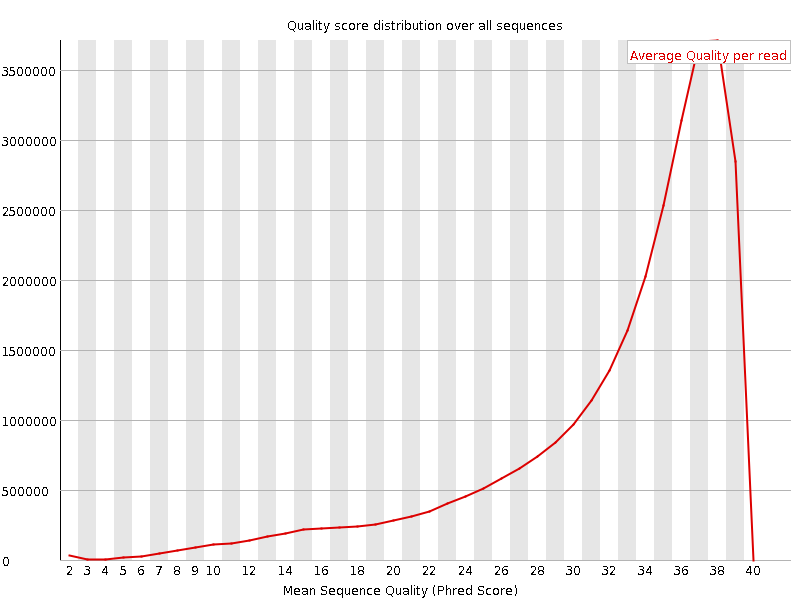 Quality score distribution over all sequences
Average Quality per read
3500000
3000000
2500000
2000000
1500000
1000000
500000
0
2 3 4 5 6 7 8 9 10 12 14 16 18 20 22 24 26 28 30 32 34 36 38 40
Mean Sequence Quality (Phred Score)